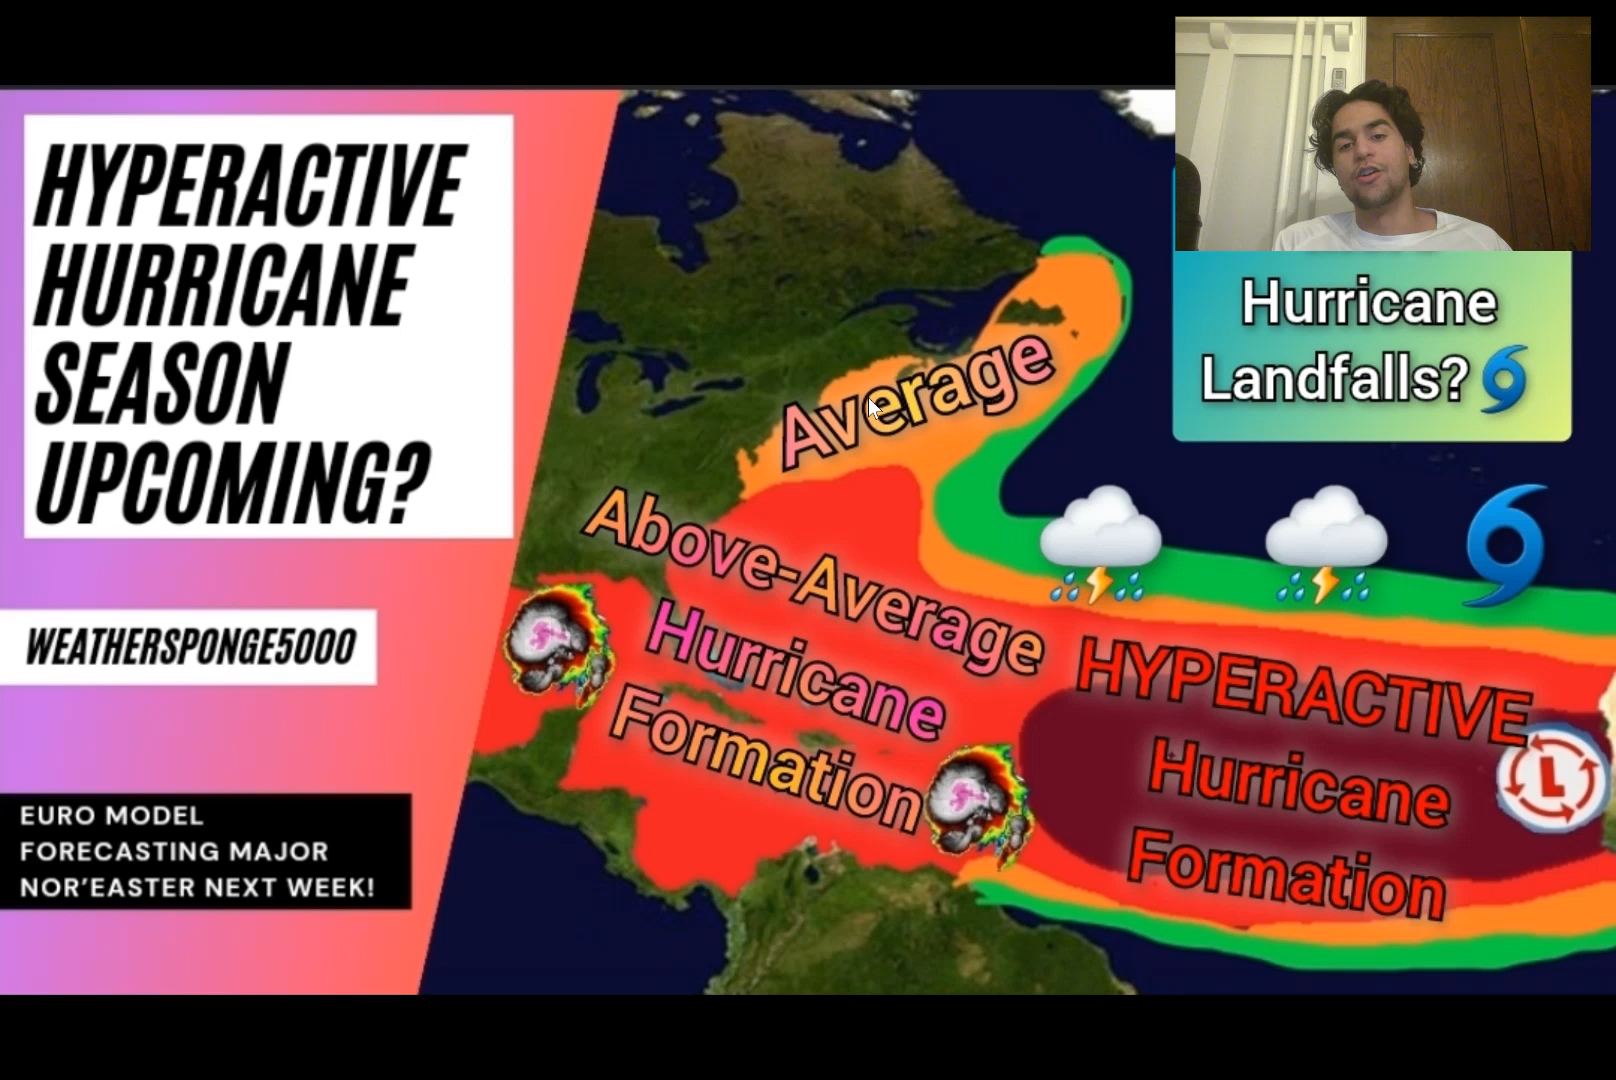 HYPERACTIVE
HURRICANE
SEASON
UPCOMING?
WEATHERSPONGE5000
EURO MODEL
FORECASTING MAJOR
NOR'EASTER NEXT WEEK!
Hurricane
Landfalls?
Average
Above-Average
Hurricane
Formation
HYPERACTIVE
Hurricane
Formation
L